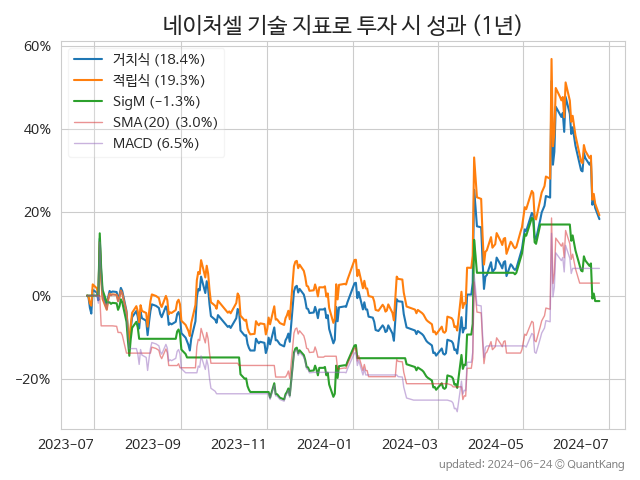 네이처셀 기술 지표로 투자 시 성과 (1년)
60%
40%
20%
0%
−20%
거치식 (18.4%)
적립식 (19.3%)
SigM (−1.3%)
SMA(20) (3.0%)
MACD (6.5%)
2023-07 2023-09 2023-11 2024-01 2024-03 2024-05 2024-07
updated: 2024-06-24 © QuantKang